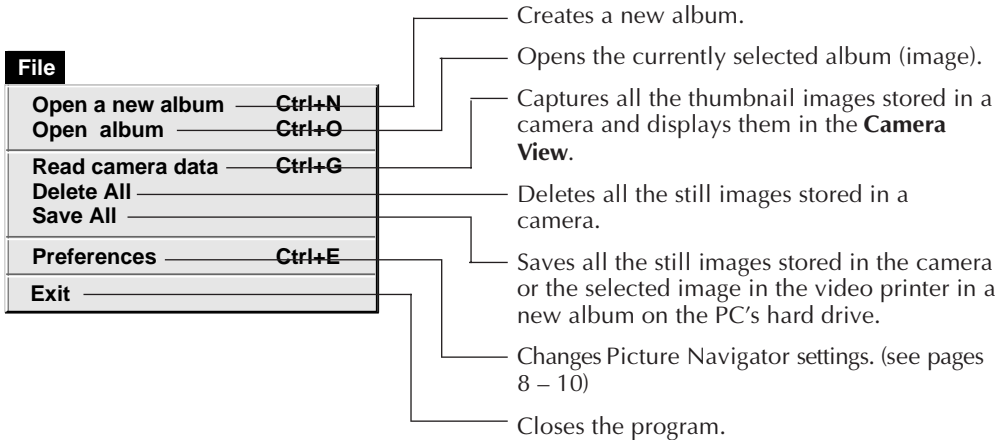 File
Open a new album Ctrl+N
Open album Ctrl+O
Read camera data Ctrl+G
Delete All
Save All
Preferences Ctrl+E
Exit
Creates a new album.
Opens the currently selected album (image).
Captures all the thumbnail images stored in a
camera and displays them in the Camera
View.
Deletes all the still images stored in a
camera.
Saves all the still images stored in the camera
or the selected image in the video printer in a
new album on the PC’s hard drive.
Changes Picture Navigator settings. (see pages
8 – 10)
Closes the program.